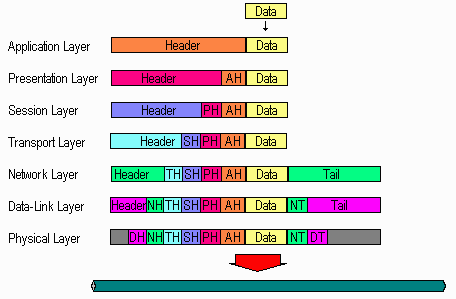 Data
Application Layer Header Data
Presentation Layer Header AH Data
Session Layer Header PH AH Data
Transport Layer Header SH PH AH Data
Network Layer Header TH SH PH AH Data Tail
Data-Link Layer Header NH TH SH PH AH Data NT Tail
Physical Layer DH NH TH SH PH AH Data NT DT